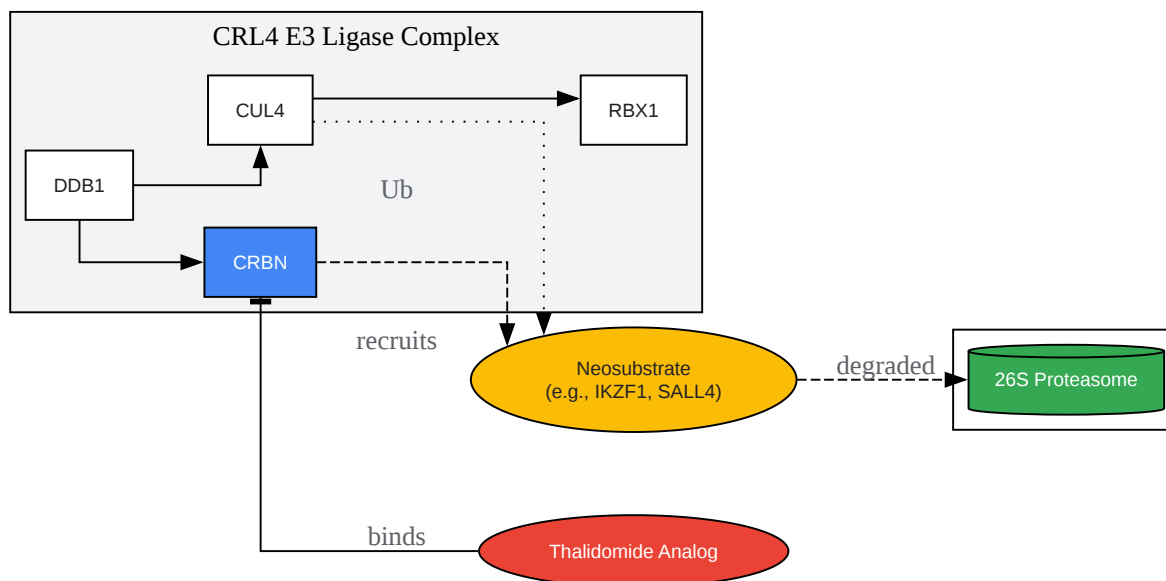 CRL4 E3 Ligase Complex
CUL4
RBX1
DDB1
Ub
CRBN
recruits
Neosubstrate
(e.g., IKZF1, SALL4)
degraded
26S Proteasome
binds
Thalidomide Analog